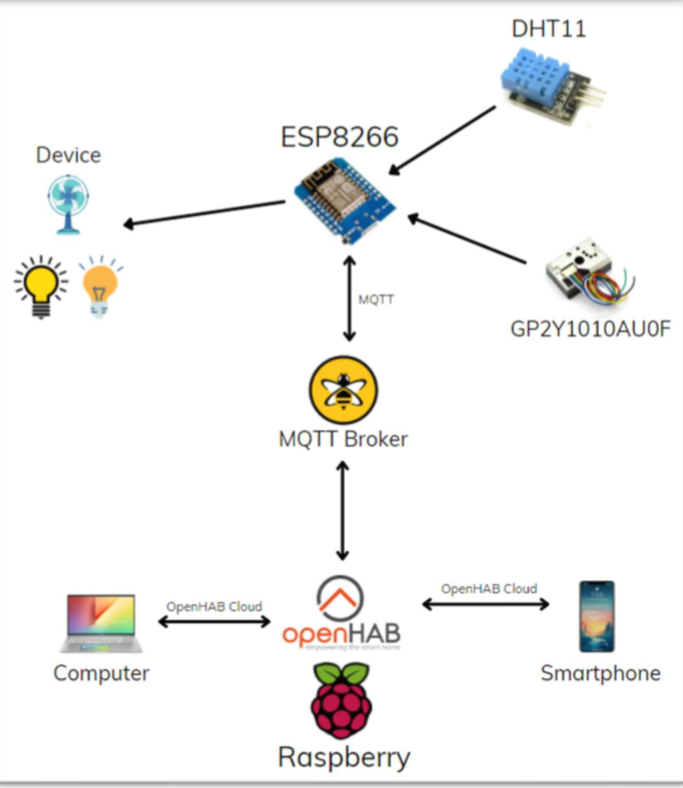 DHT11
ESP8266
Device
MQTT
GP2Y1010AU0F
MQTT Broker
OpenHAB Cloud
OpenHAB Cloud
openHAB
empowering the smart home
Computer
Smartphone
Raspberry